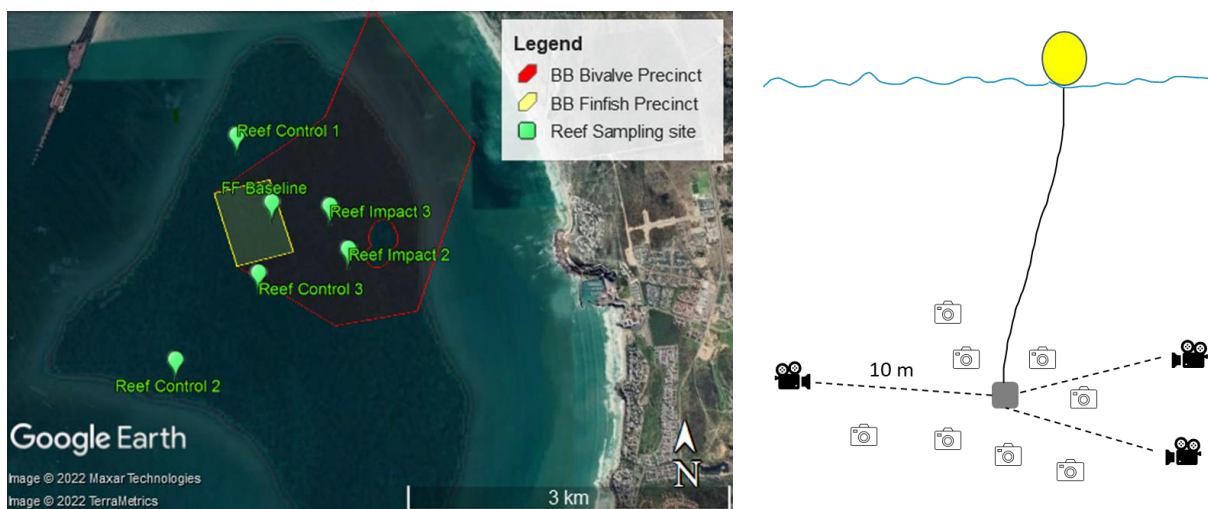 Legend
BB Bivalve Precinct
BB Finfish Precinct
Reef Sampling site
Reef Control 1
FF Baseline
Reef Impact 3
Reef Impact 2
Reef Control 3
Reef Control 2
Google Earth
Image © 2022 Maxar Technologies
Image © 2022 TerraMetrics
3 km
N
10 m